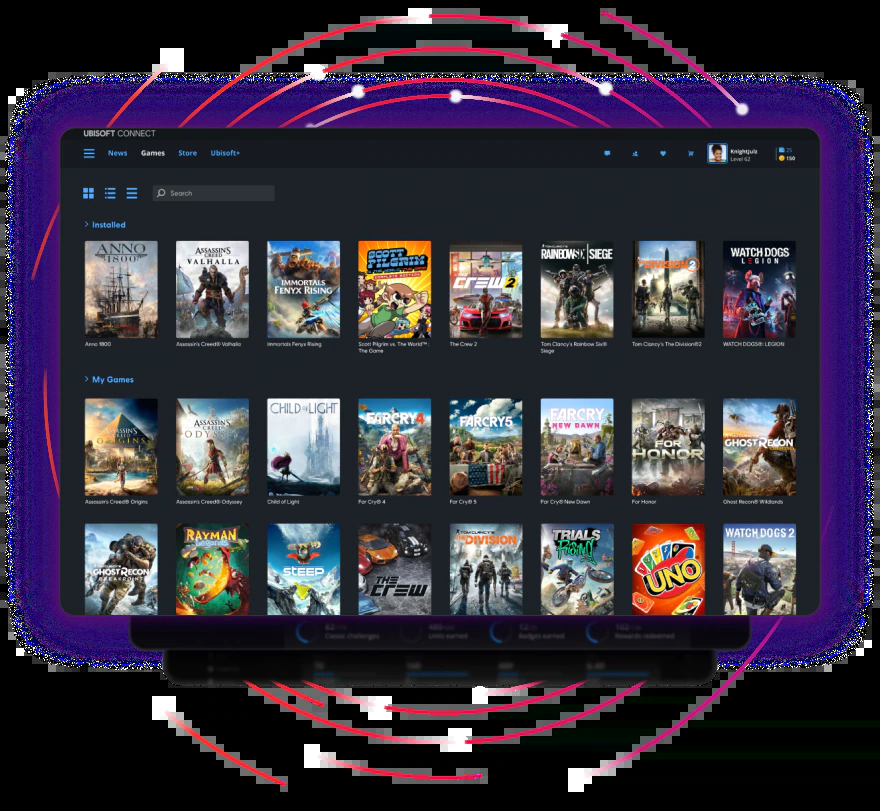 UBISOFT CONNECT
News Games Store Ubisoft+
KnightJulz
Level 62
25
150
Search
Installed
ANNO
1800
ASSASSIN'S
CREED
VALHALLA
IMMORTALS
FENYX RISING
SCOTT
PILGRIM
COMPLETE EDITION
THE
CREW 2
RAINBOW SIX SIEGE
DIVISION 2
WATCH DOGS
LEGION
Anno 1800
Assassin's Creed® Valhalla
Immortals Fenyx Rising
Scott Pilgrim vs. The World™:
The Game
The Crew 2
Tom Clancy's Rainbow Six®
Siege
Tom Clancy's The Division®2
WATCH DOGS®: LEGION
My Games
ASSASSIN'S
CREED
ORIGINS
ASSASSIN'S
CREED
ODYSSEY
CHILD OF LIGHT
FARCRY 4
FARCRY 5
FARCRY
NEW DAWN
FOR
HONOR
GHOST RECON
Assassin's Creed® Origins
Assassin's Creed® Odyssey
Child of Light
Far Cry® 4
Far Cry® 5
Far Cry® New Dawn
For Honor
Ghost Recon® Wildlands
GHOST RECON
BREAKPOINT
RAYMAN
Legends
STEEP
THE
CREW
TOM CLANCY'S
THE DIVISION
TRIALS
RISING
UNO
WATCH DOGS 2
Classic challenges
Units earned
Badges earned
Rewards redeemed